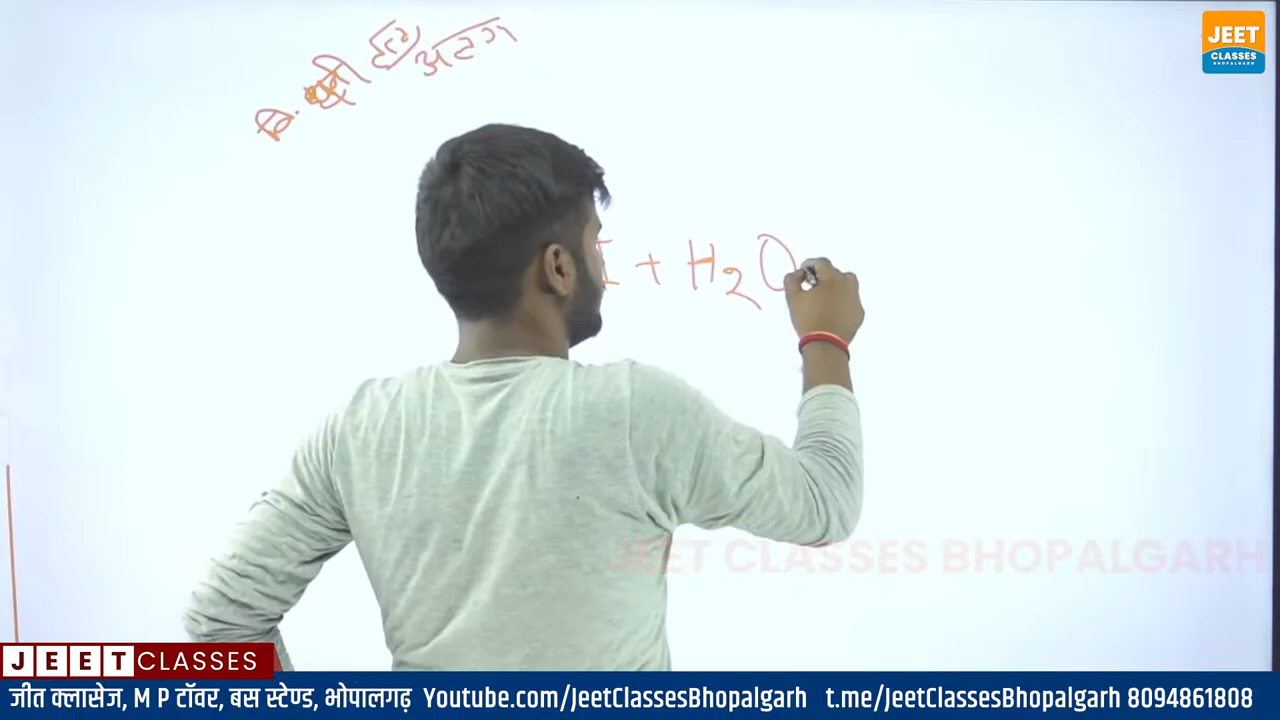 JEET
CLASSES
BHOPALGARH
I + H2O
JEET CLASSES BHOPALGARH
JEET CLASSES
जीत क्लासेज, M P टॉवर, बस स्टेण्ड, भोपालगढ़ Youtube.com/JeetClassesBhopalgarh t.me/JeetClassesBhopalgarh 8094861808